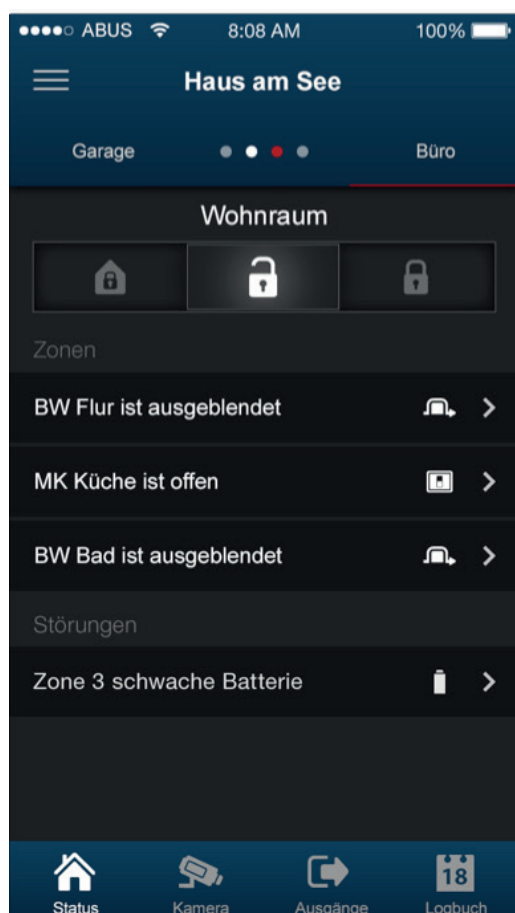 ABUS 8:08 AM 100%
Haus am See
Garage Büro
Wohnraum
Zonen
BW Flur ist ausgeblendet
MK Küche ist offen
BW Bad ist ausgeblendet
Störungen
Zone 3 schwache Batterie
18
Status Kamera Ausgänge Logbuch